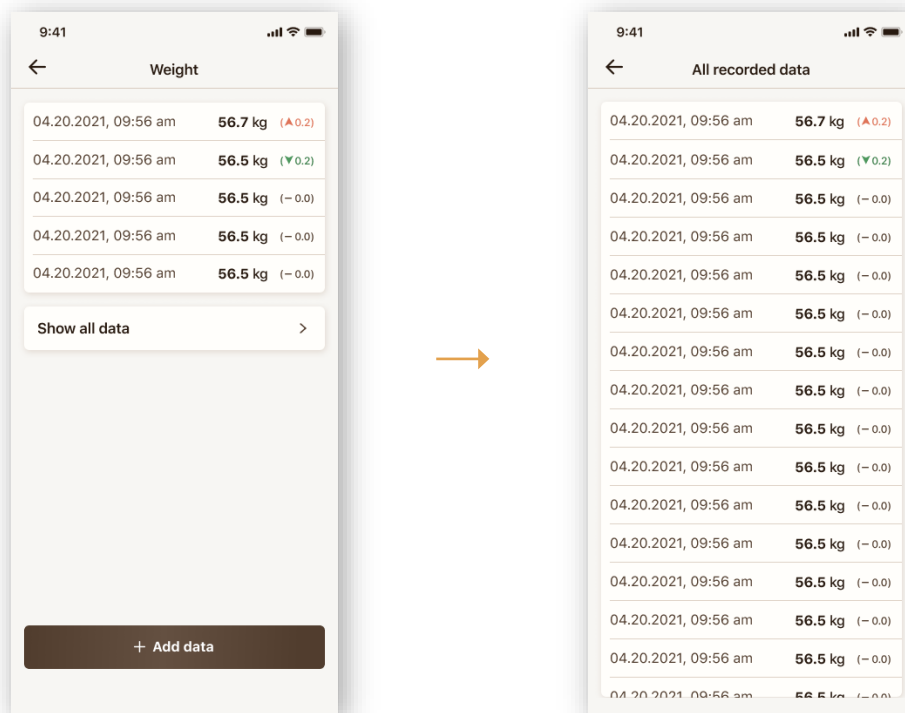 9:41
Weight
04.20.2021, 09:56 am 56.7 kg (▲0.2)
04.20.2021, 09:56 am 56.5 kg (▼0.2)
04.20.2021, 09:56 am 56.5 kg (– 0.0)
04.20.2021, 09:56 am 56.5 kg (– 0.0)
04.20.2021, 09:56 am 56.5 kg (– 0.0)
Show all data
+ Add data
9:41
All recorded data
04.20.2021, 09:56 am 56.7 kg (▲0.2)
04.20.2021, 09:56 am 56.5 kg (▼0.2)
04.20.2021, 09:56 am 56.5 kg (– 0.0)
04.20.2021, 09:56 am 56.5 kg (– 0.0)
04.20.2021, 09:56 am 56.5 kg (– 0.0)
04.20.2021, 09:56 am 56.5 kg (– 0.0)
04.20.2021, 09:56 am 56.5 kg (– 0.0)
04.20.2021, 09:56 am 56.5 kg (– 0.0)
04.20.2021, 09:56 am 56.5 kg (– 0.0)
04.20.2021, 09:56 am 56.5 kg (– 0.0)
04.20.2021, 09:56 am 56.5 kg (– 0.0)
04.20.2021, 09:56 am 56.5 kg (– 0.0)
04.20.2021, 09:56 am 56.5 kg (– 0.0)
04.20.2021, 09:56 am 56.5 kg (– 0.0)
04.20.2021, 09:56 am 56.5 kg (– 0.0)
04.20.2021, 09:56 am 56.5 kg (– 0.0)